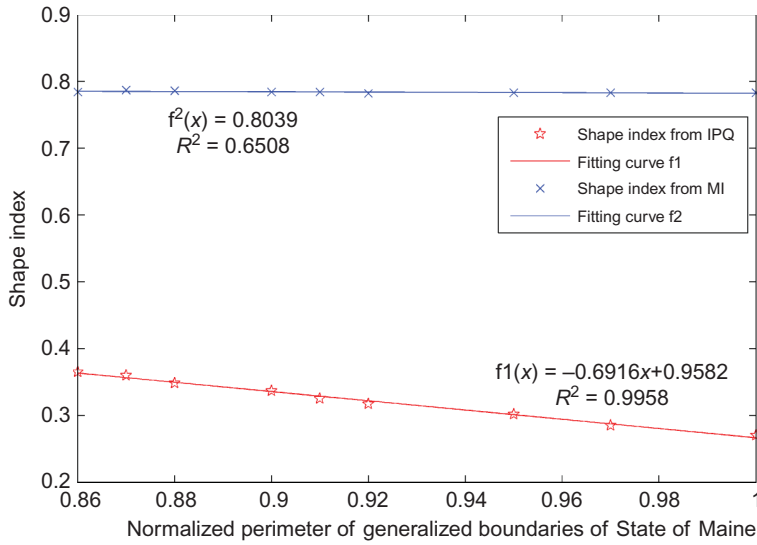 0.9
0.8
0.7
0.6
0.5
0.4
0.3
0.2
Shape index
f²(x) = 0.8039
R² = 0.6508
Shape index from IPQ
Fitting curve f1
Shape index from MI
Fitting curve f2
f1(x) = –0.6916x+0.9582
R² = 0.9958
0.86 0.88 0.9 0.92 0.94 0.96 0.98 1
Normalized perimeter of generalized boundaries of State of Maine